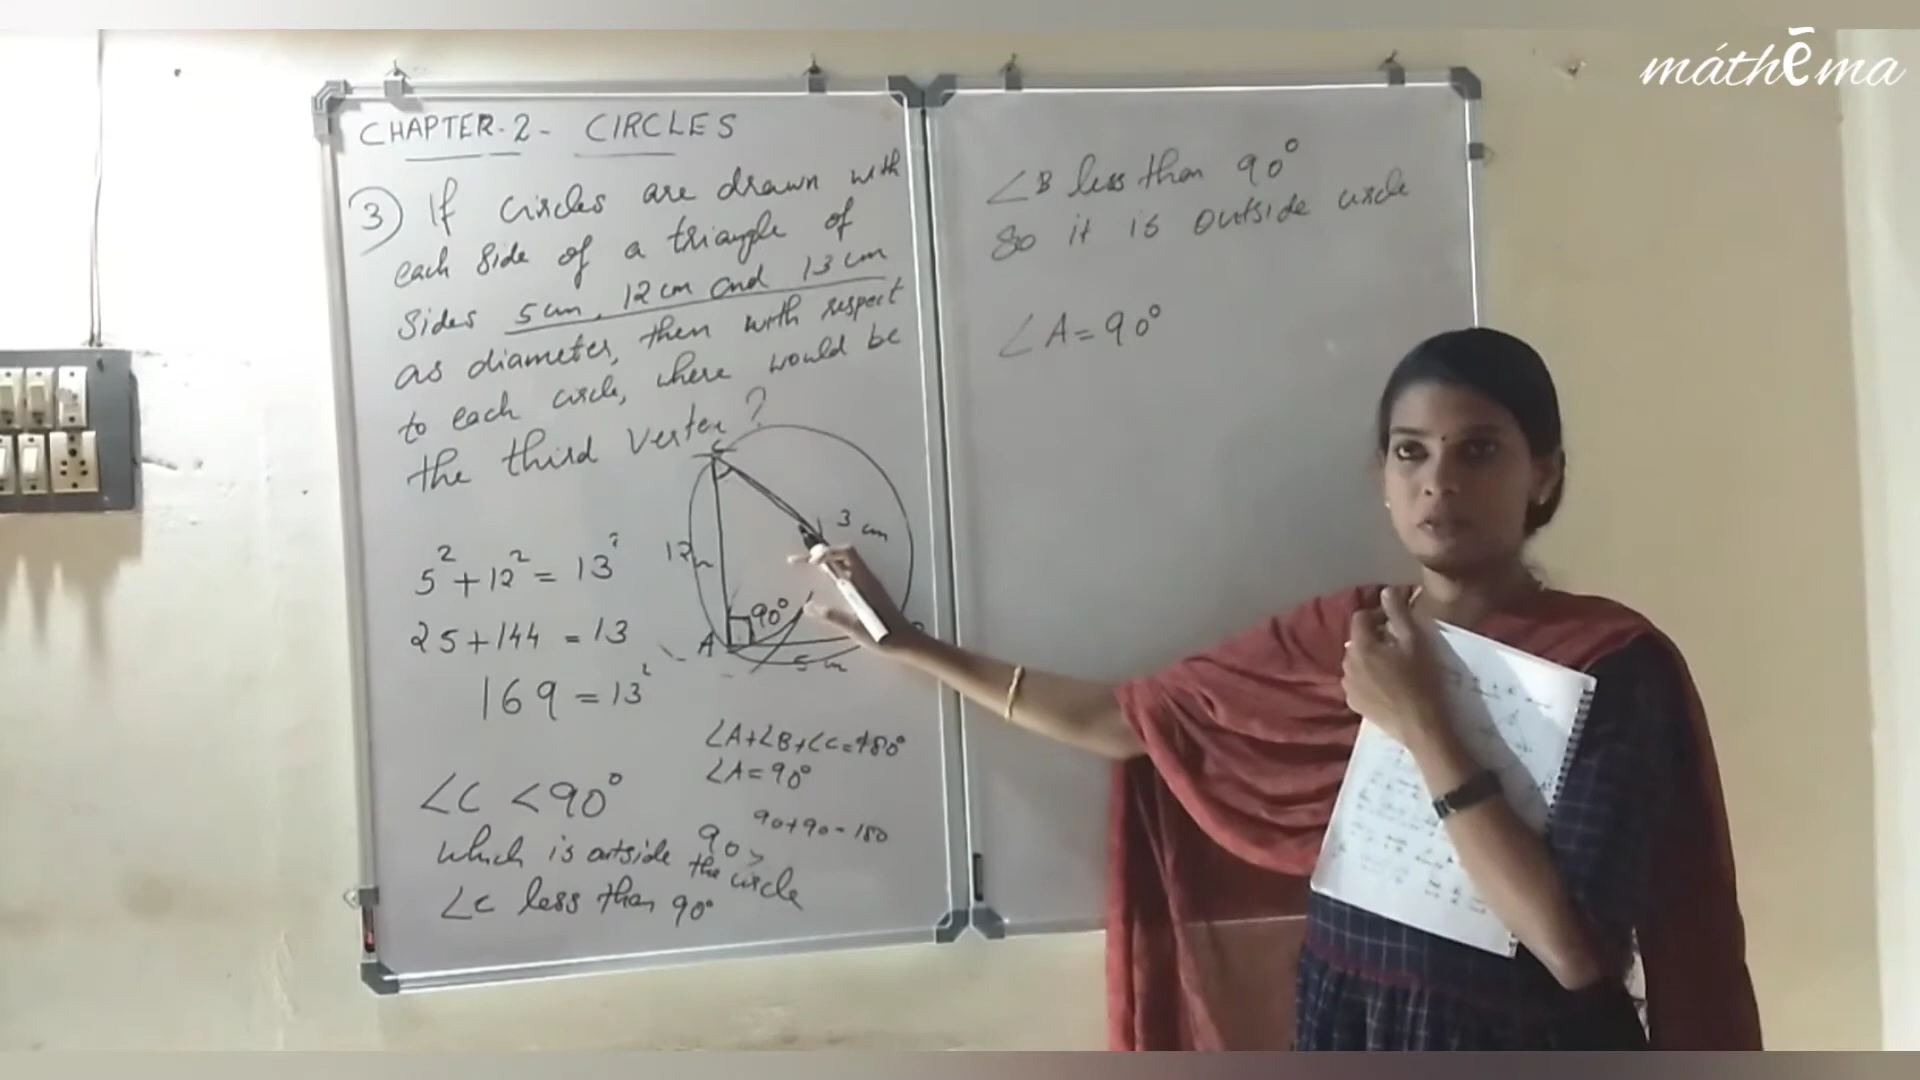 máthēma
CHAPTER-2- CIRCLES
3) If circles are drawn with
each side of a triangle of
sides 5cm, 12cm and 13cm
as diameter, then with respect
to each circle, where would be
the third vertex?
C
3 cm
12
90°
A
5 cm
5² + 12² = 13²
25+144 = 13
169 = 13²
∠A+∠B+∠C=180°
∠A=90°
90+90=180
90>
∠C < 90°
which is outside the circle
∠C less than 90°
∠B less than 90°
So it is outside circle
∠A=90°